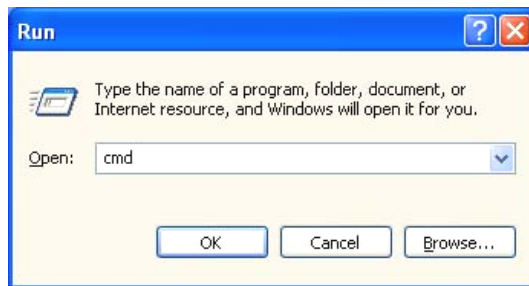 Run
Type the name of a program, folder, document, or
Internet resource, and Windows will open it for you.
Open: cmd
OK Cancel Browse...